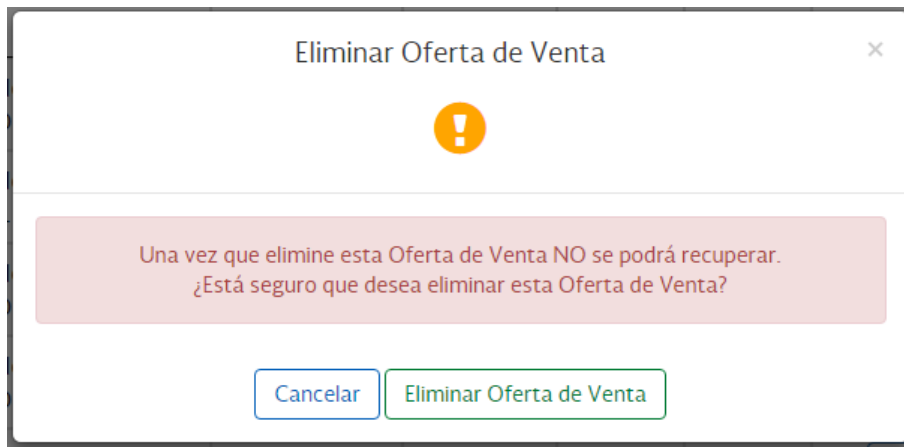 Eliminar Oferta de Venta
×
Una vez que elimine esta Oferta de Venta NO se podrá recuperar.
¿Está seguro que desea eliminar esta Oferta de Venta?
Cancelar
Eliminar Oferta de Venta